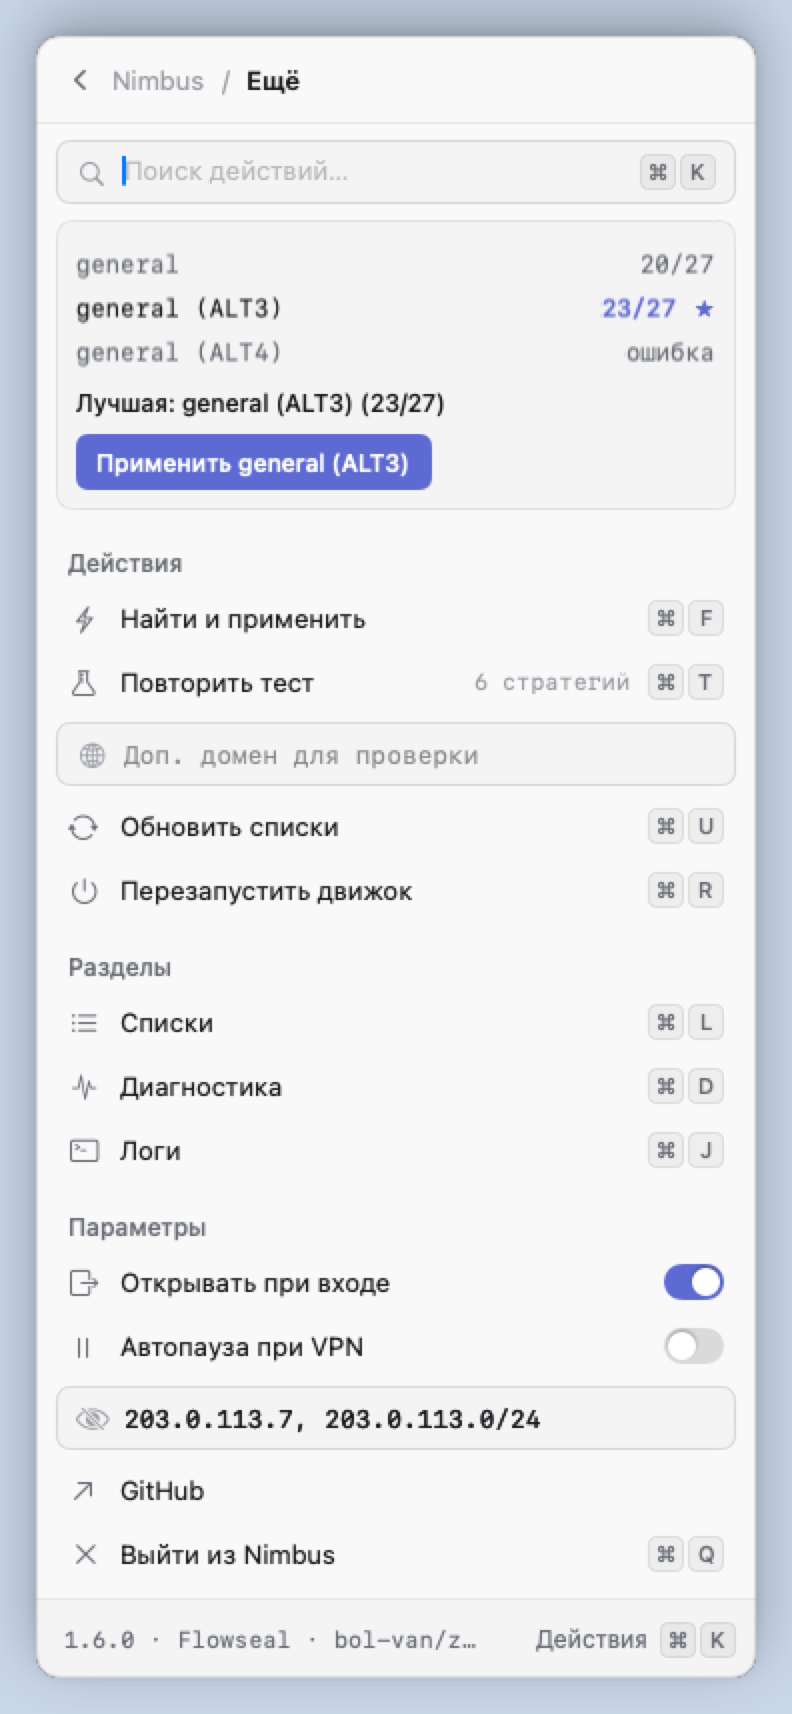 Nimbus / Ещё
Поиск действий... ⌘ K
general 20/27
general (ALT3) 23/27 ★
general (ALT4) ошибка
Лучшая: general (ALT3) (23/27)
Применить general (ALT3)
Действия
Найти и применить ⌘ F
Повторить тест 6 стратегий ⌘ T
Доп. домен для проверки
Обновить списки ⌘ U
Перезапустить движок ⌘ R
Разделы
Списки ⌘ L
Диагностика ⌘ D
Логи ⌘ J
Параметры
Открывать при входе
Автопауза при VPN
203.0.113.7, 203.0.113.0/24
GitHub
Выйти из Nimbus ⌘ Q
1.6.0 · Flowseal · bol-van/z… Действия ⌘ K